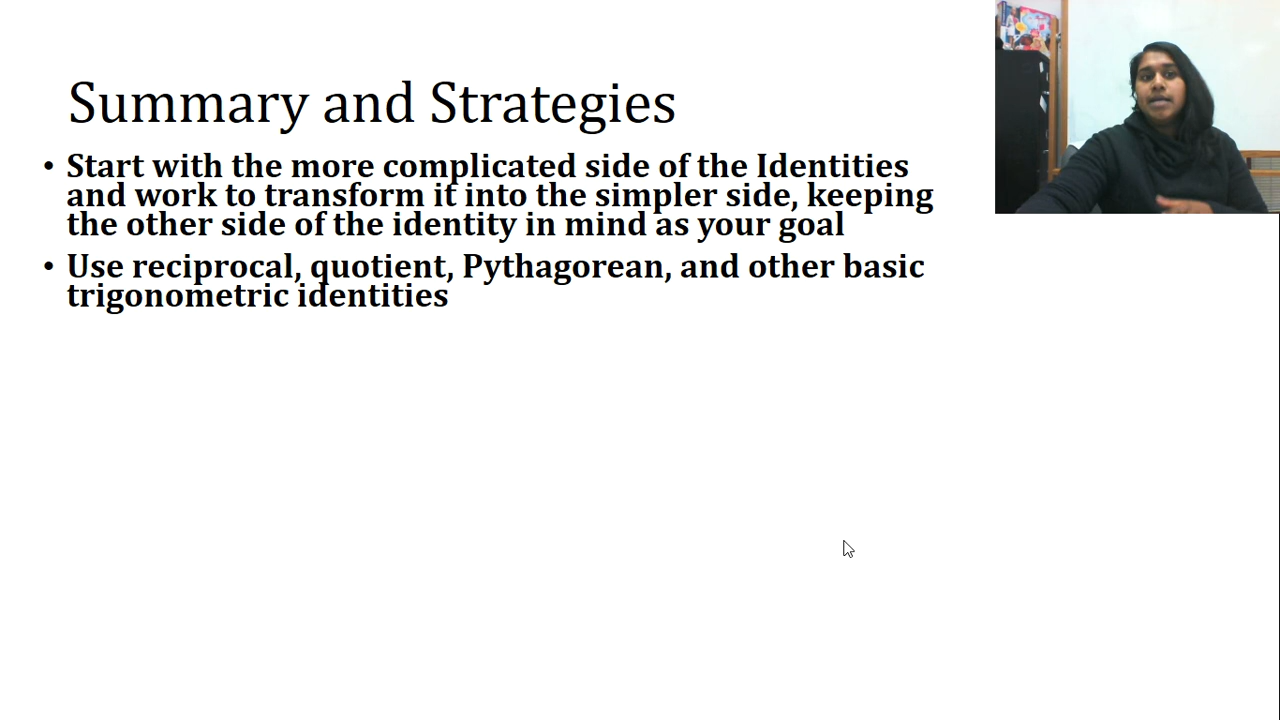 Summary and Strategies
• Start with the more complicated side of the Identities
and work to transform it into the simpler side, keeping
the other side of the identity in mind as your goal
• Use reciprocal, quotient, Pythagorean, and other basic
trigonometric identities